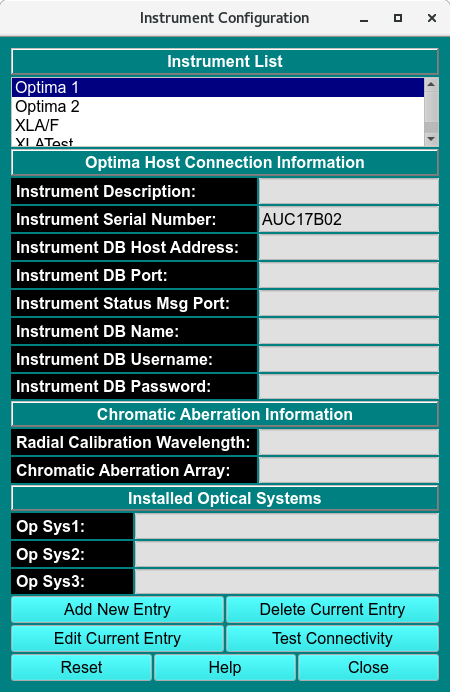 Instrument Configuration
Instrument List
Optima 1
Optima 2
XLA/F
XLATest
Optima Host Connection Information
Instrument Description:
Instrument Serial Number: AUC17B02
Instrument DB Host Address:
Instrument DB Port:
Instrument Status Msg Port:
Instrument DB Name:
Instrument DB Username:
Instrument DB Password:
Chromatic Aberration Information
Radial Calibration Wavelength:
Chromatic Aberration Array:
Installed Optical Systems
Op Sys1:
Op Sys2:
Op Sys3:
Add New Entry Delete Current Entry
Edit Current Entry Test Connectivity
Reset Help Close